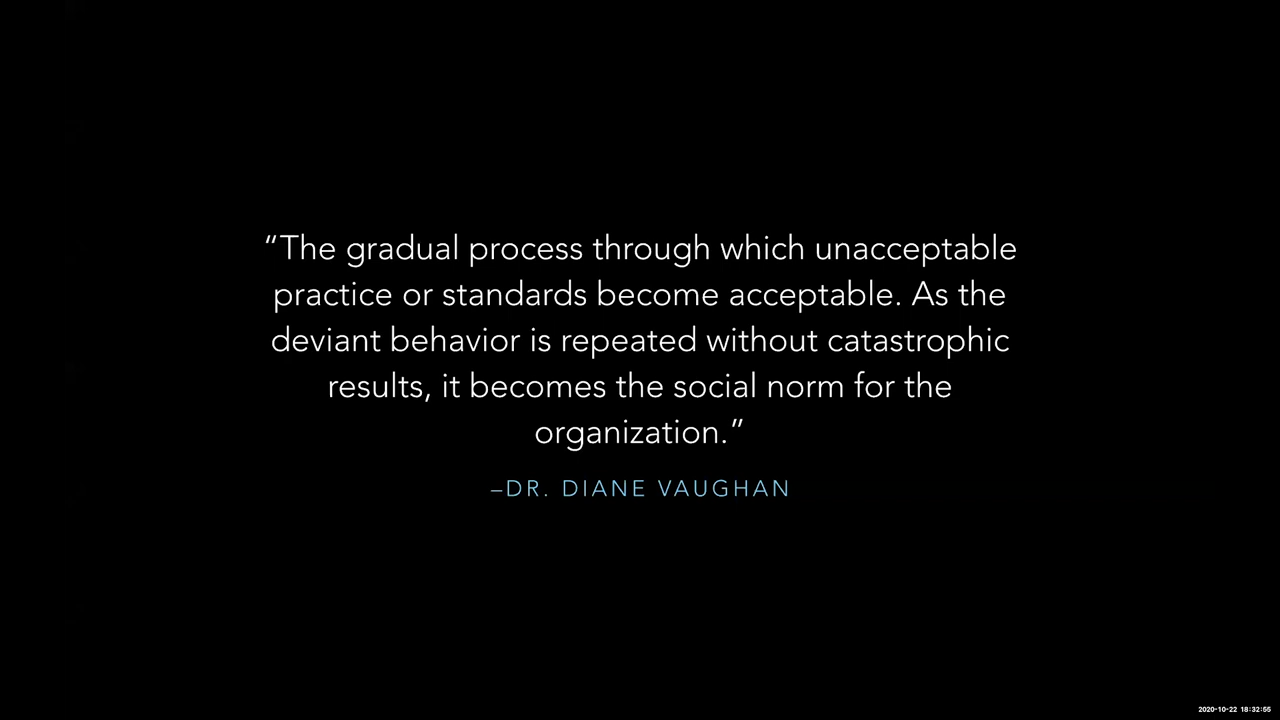 “The gradual process through which unacceptable
practice or standards become acceptable. As the
deviant behavior is repeated without catastrophic
results, it becomes the social norm for the
organization.”
–DR. DIANE VAUGHAN
2020-10-22 18:32:55